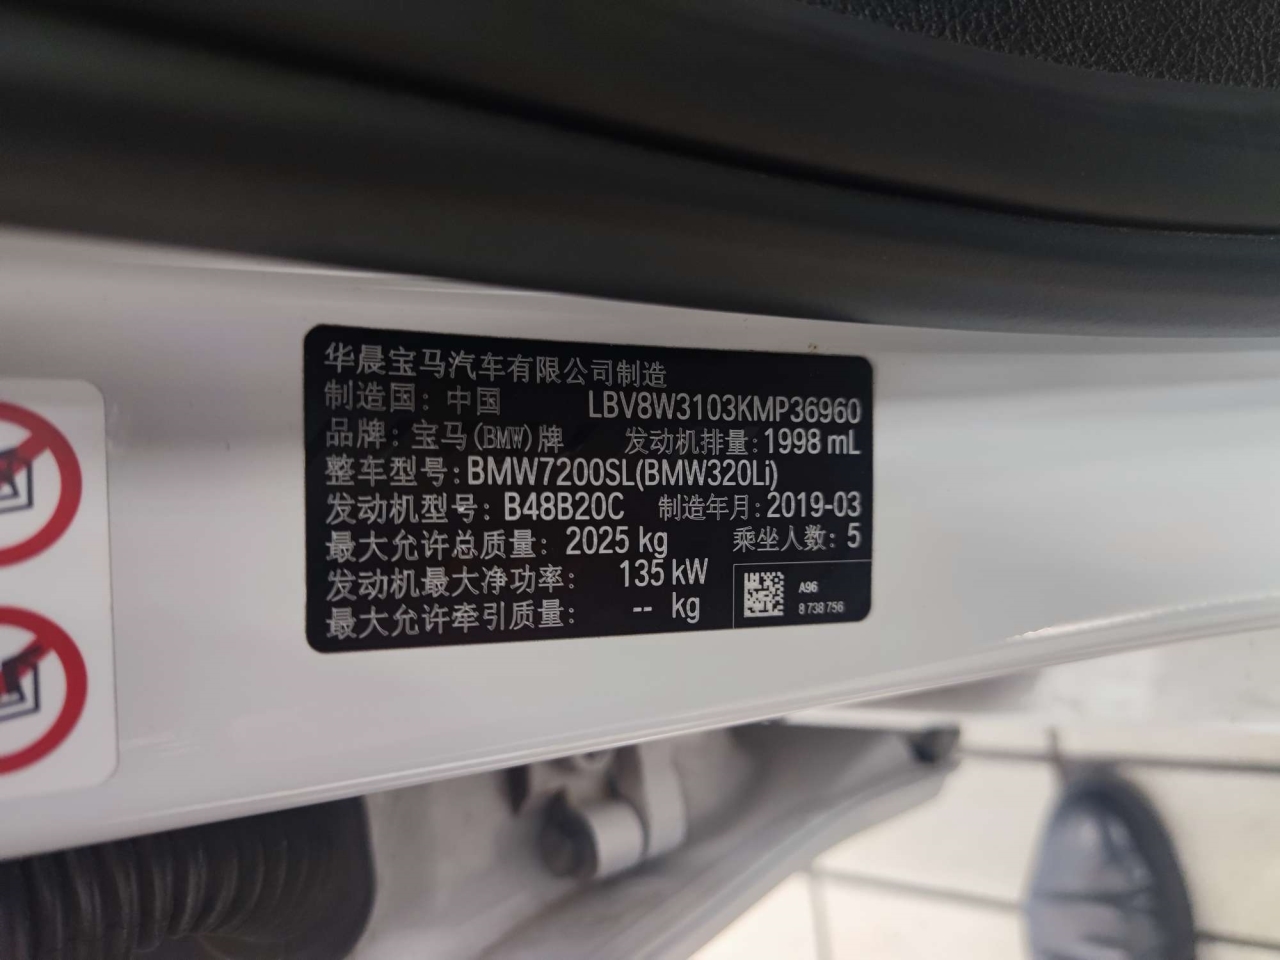 华晨宝马汽车有限公司制造
制造国：中国 LBV8W3103KMP36960
品牌：宝马(BMW)牌 发动机排量：1998 mL
整车型号：BMW7200SL(BMW320Li)
发动机型号：B48B20C 制造年月：2019-03
最大允许总质量： 2025 kg 乘坐人数： 5
发动机最大净功率： 135 kW
最大允许牵引质量： -- kg
A96
8 738 756